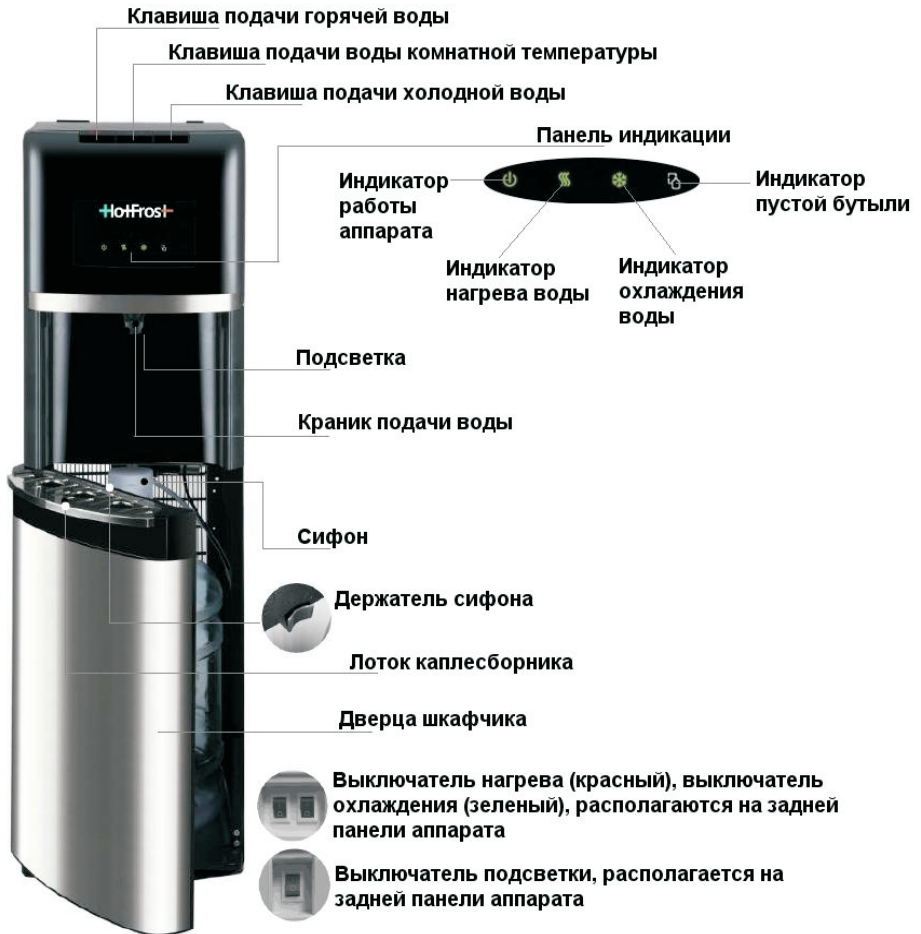 Клавиша подачи горячей воды
Клавиша подачи воды комнатной температуры
Клавиша подачи холодной воды
Панель индикации
Индикатор
работы
аппарата
Индикатор
пустой бутыли
Индикатор
нагрева воды
Индикатор
охлаждения
воды
HotFrost
Подсветка
Краник подачи воды
Сифон
Держатель сифона
Лоток каплесборника
Дверца шкафчика
Выключатель нагрева (красный), выключатель
охлаждения (зеленый), располагаются на задней
панели аппарата
Выключатель подсветки, располагается на
задней панели аппарата